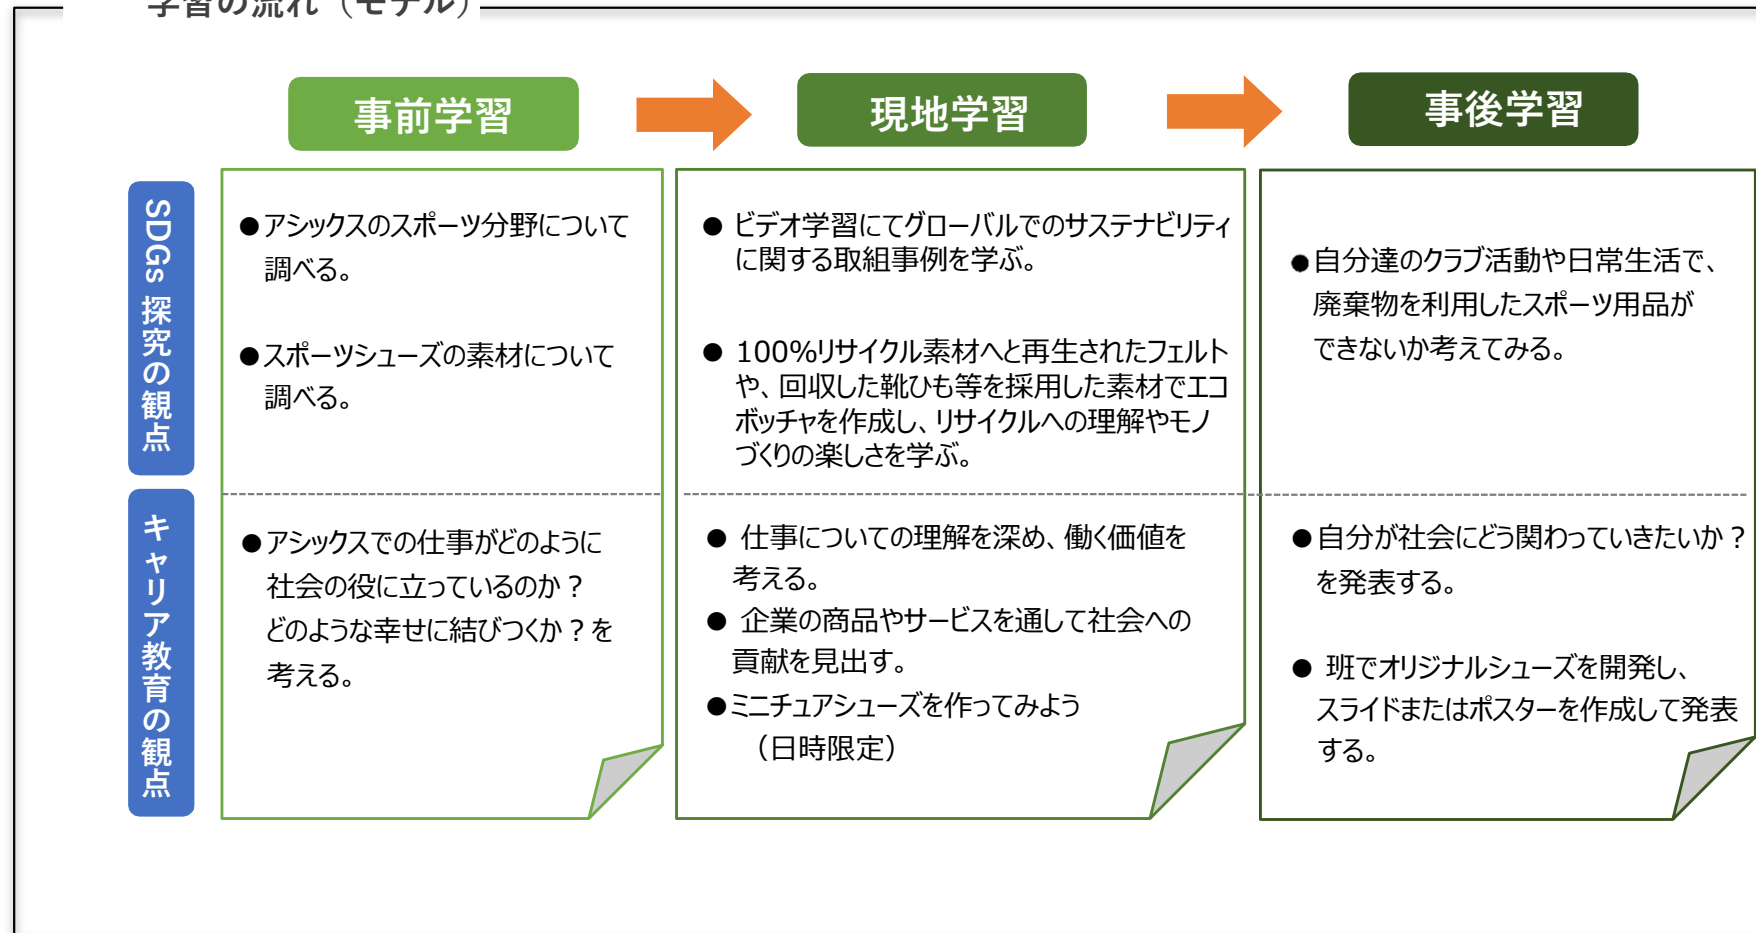 学習の流れ（モデル）
事前学習
現地学習
事後学習
SDGs 探究の観点
●アシックスのスポーツ分野について
調べる。
●スポーツシューズの素材について
調べる。
● ビデオ学習にてグローバルでのサステナビリティ
に関する取組事例を学ぶ。
● 100%リサイクル素材へと再生されたフェルト
や、回収した靴ひも等を採用した素材でエコ
ボッチャを作成し、リサイクルへの理解やモノ
づくりの楽しさを学ぶ。
●自分達のクラブ活動や日常生活で、
廃棄物を利用したスポーツ用品が
できないか考えてみる。
キャリア教育の観点
●アシックスでの仕事がどのように
社会の役に立っているのか？
どのような幸せに結びつくか？を
考える。
● 仕事についての理解を深め、働く価値を
考える。
● 企業の商品やサービスを通して社会への
貢献を見出す。
●ミニチュアシューズを作ってみよう
（日時限定）
●自分が社会にどう関わっていきたいか？
を発表する。
● 班でオリジナルシューズを開発し、
スライドまたはポスターを作成して発表
する。